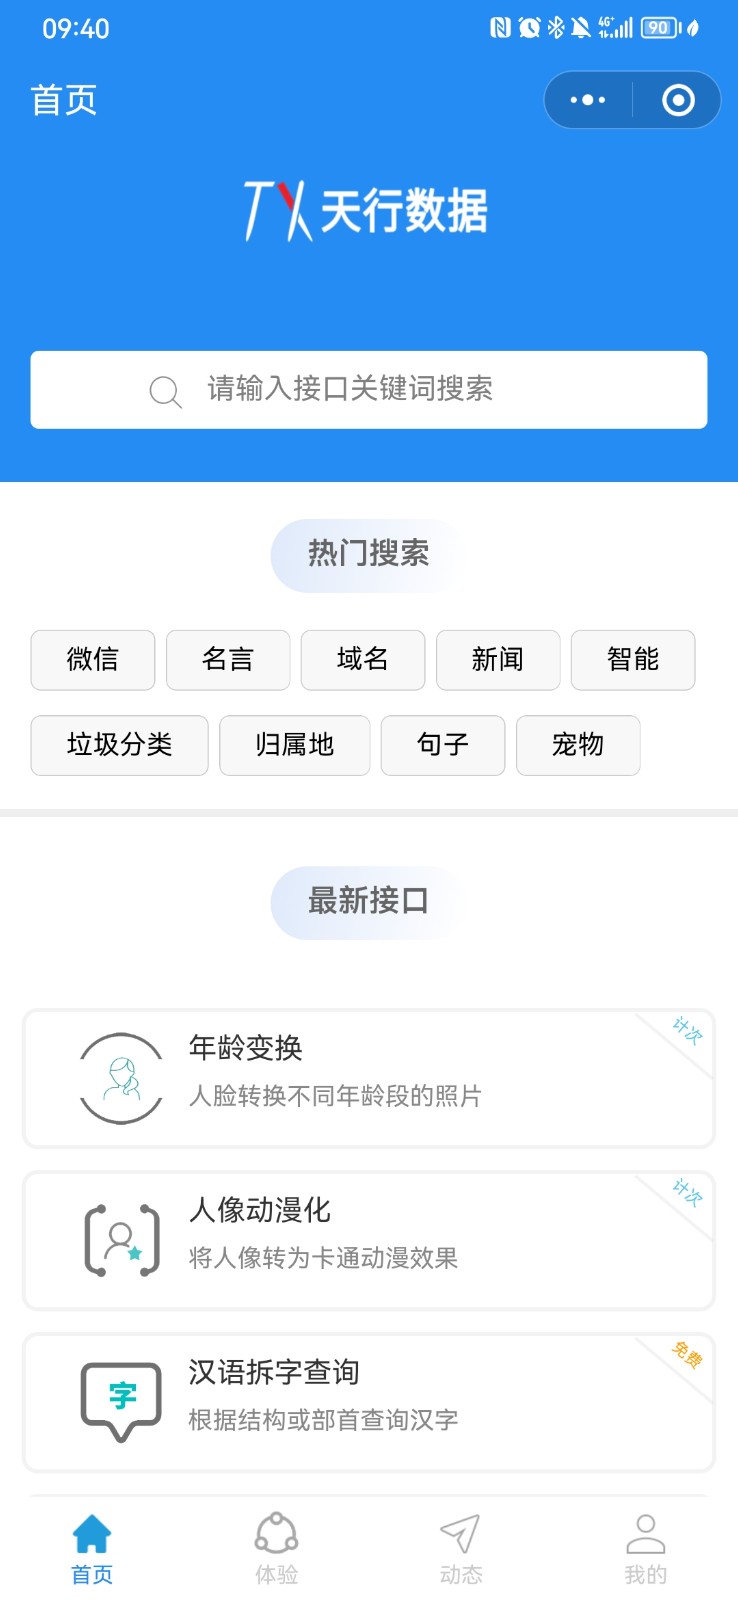 09:40 4G+ 90
首页
TX天行数据
请输入接口关键词搜索
热门搜索
微信 名言 域名 新闻 智能
垃圾分类 归属地 句子 宠物
最新接口
年龄变换 计次
人脸转换不同年龄段的照片
人像动漫化 计次
将人像转为卡通动漫效果
字 汉语拆字查询 免费
根据结构或部首查询汉字
首页 体验 动态 我的